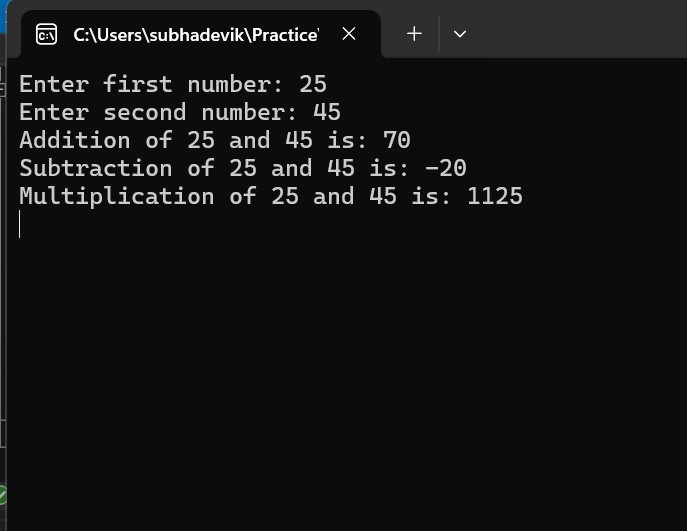 C:\Users\subhadevik\Practice
Enter first number: 25
Enter second number: 45
Addition of 25 and 45 is: 70
Subtraction of 25 and 45 is: -20
Multiplication of 25 and 45 is: 1125